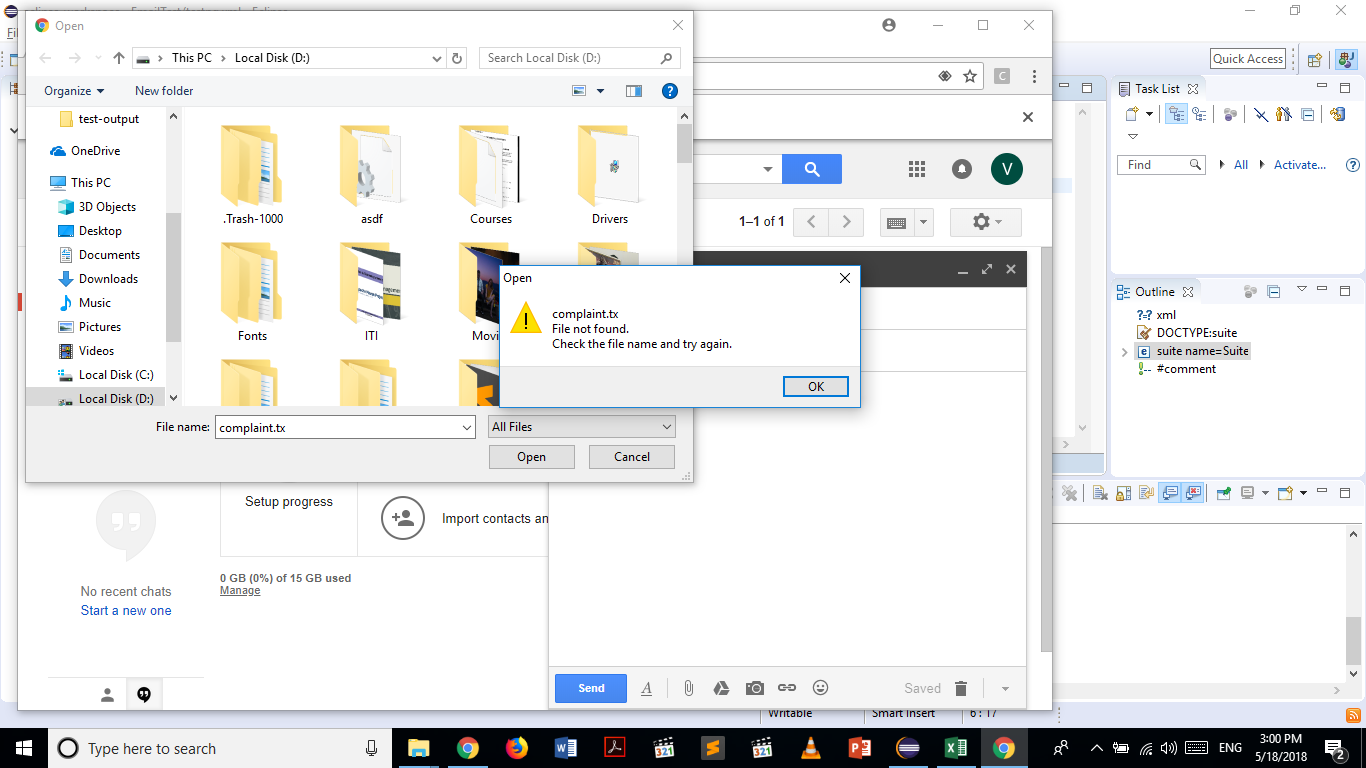 Open
This PC
Local Disk (D:)
Search Local Disk (D:)
Organize
New folder
test-output
OneDrive
This PC
3D Objects
Desktop
Documents
Downloads
Music
Pictures
Videos
Local Disk (C:)
Local Disk (D:)
.Trash-1000
asdf
Courses
Drivers
Fonts
ITI
Movi
File name:
complaint.tx
All Files
Open
Cancel
Open
complaint.tx
File not found.
Check the file name and try again.
OK
C
V
1–1 of 1
Setup progress
Import contacts an
0 GB (0%) of 15 GB used
Manage
No recent chats
Start a new one
Send
A
Saved
Quick Access
Task List
Find
All
Activate...
Outline
xml
DOCTYPE:suite
suite name=Suite
#comment
Writable
Smart Insert
6 : 17
Type here to search
ENG
3:00 PM
5/18/2018
2